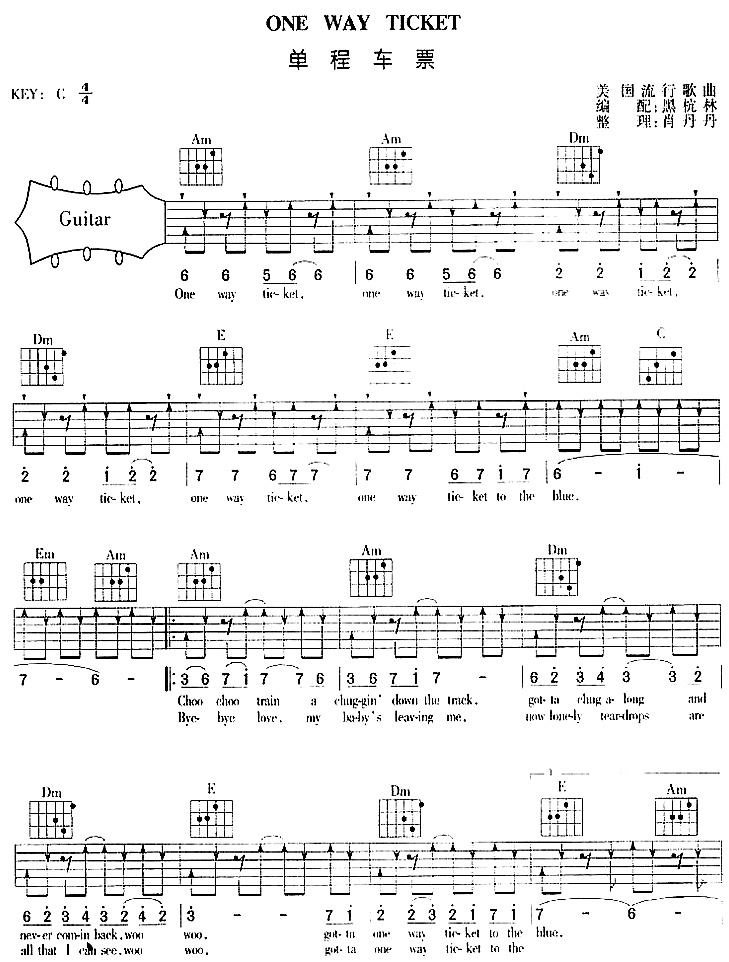 ONE WAY TICKET
单程车票
KEY: C 4/4
美国流行歌曲
编配:黑杭林
整理:肖丹丹
Am Am Dm
Guitar
6 6 5 6 6 | 6 6 5 6 6 | 2 2 1 2 2 |
One way tic-ket, one way tic-ket, one way tic-ket,
Dm E E Am C
2 2 1 2 2 | 7 7 6 7 7 | 7 7 6 7 1 7 | 6 - 1 -
one way tic-ket, one way tic-ket, one way tic-ket to the blue.
Em Am Am Am Dm
7 - 6 - |: 3 6 7 1 7 7 6 | 3 6 7 1 7 - | 6 2 3 4 3 3 2 |
Choo choo train a chuggin' down the track, got-ta chug a-long and
Bye-bye love, my ba-by's leav-ing me, now lone-ly tear-drops are
Dm E Dm E Am
6 2 3 4 3 2 4 2 | 3 - - 7 1 | 2 2 3 2 1 7 1 | 7 - 6 -
nev-er com-in back, woo woo, got-ta one way tic-ket to the blue.
all that I can see, woo woo, got-ta one way tic-ket to the